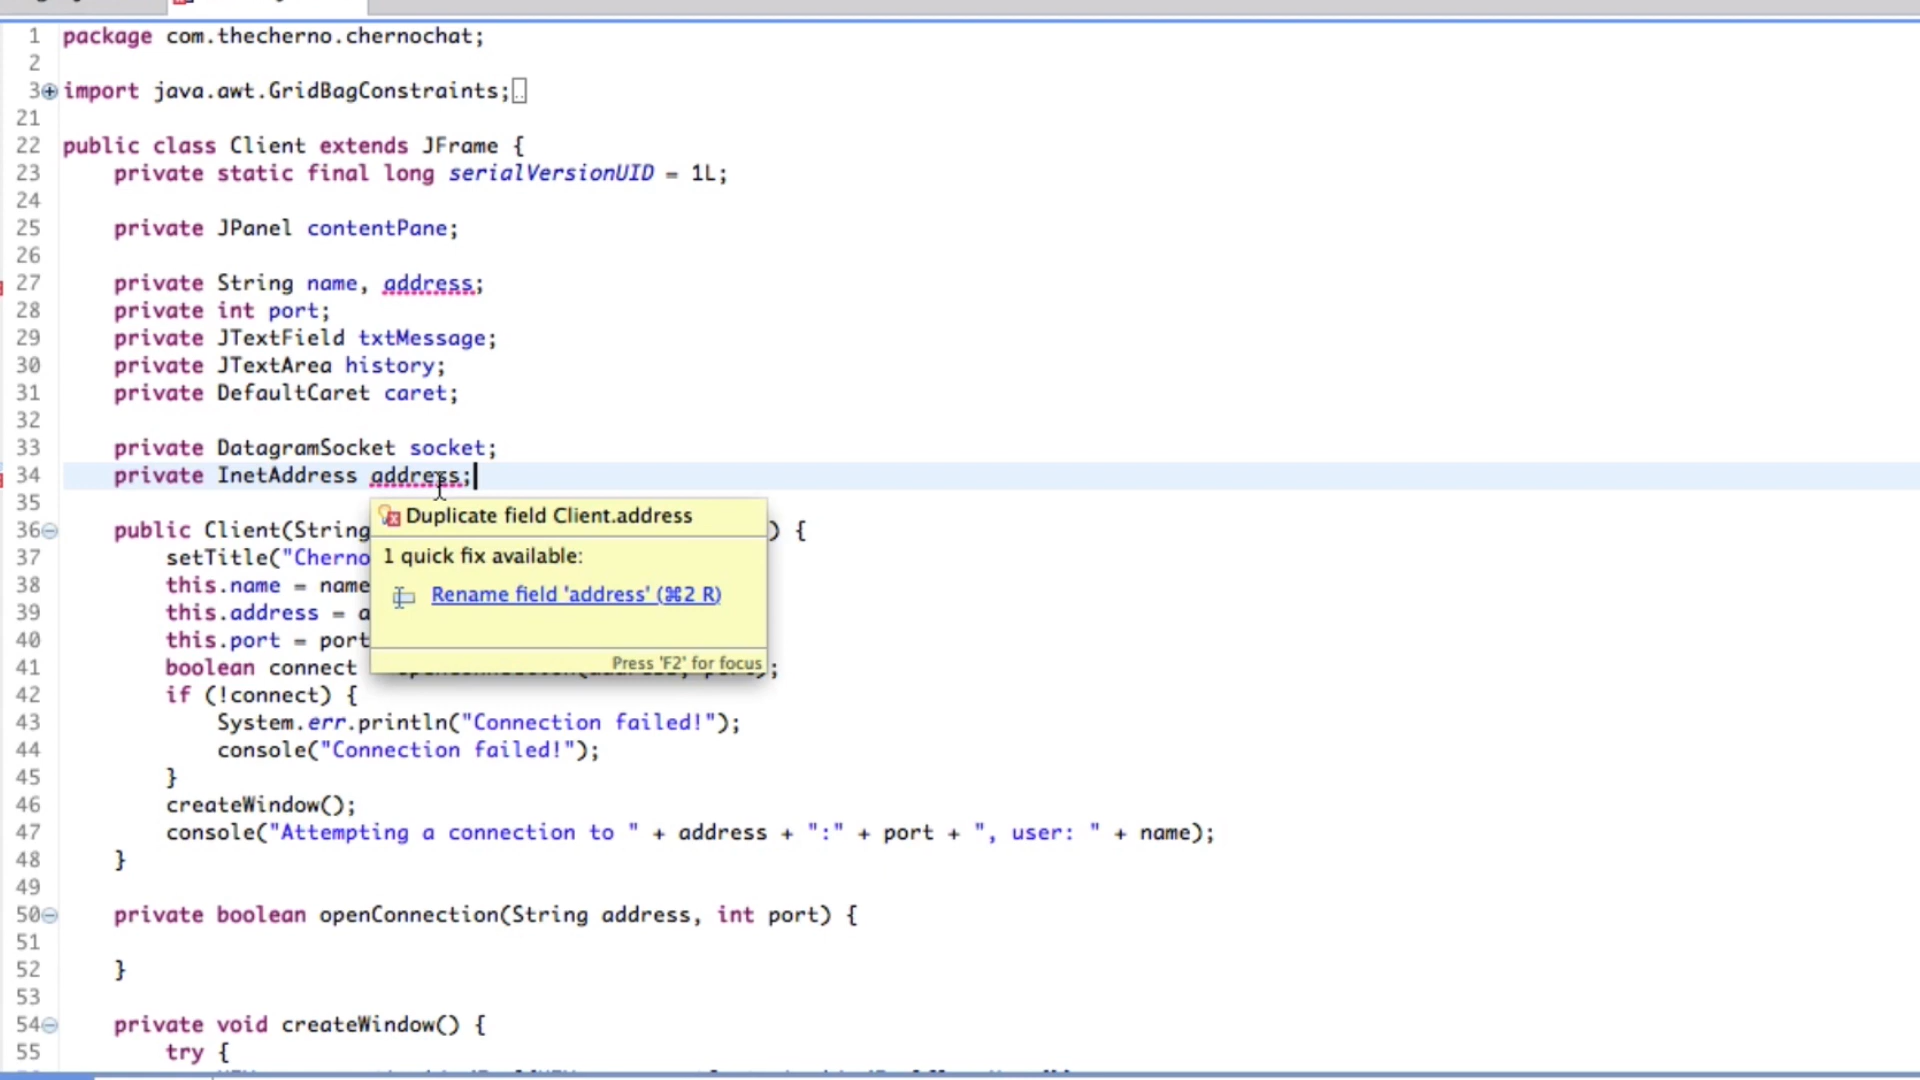 1 package com.thecherno.chernochat;
2
3 import java.awt.GridBagConstraints;
21
22 public class Client extends JFrame {
23 private static final long serialVersionUID = 1L;
24
25 private JPanel contentPane;
26
27 private String name, address;
28 private int port;
29 private JTextField txtMessage;
30 private JTextArea history;
31 private DefaultCaret caret;
32
33 private DatagramSocket socket;
34 private InetAddress address;
35
Duplicate field Client.address
36 public Client(String ) {
37 setTitle("Cherno
1 quick fix available:
38 this.name = name
Rename field 'address' (⌘2 R)
39 this.address = a
40 this.port = port
Press 'F2' for focus
41 boolean connect ;
42 if (!connect) {
43 System.err.println("Connection failed!");
44 console("Connection failed!");
45 }
46 createWindow();
47 console("Attempting a connection to " + address + ":" + port + ", user: " + name);
48 }
49
50 private boolean openConnection(String address, int port) {
51
52 }
53
54 private void createWindow() {
55 try {